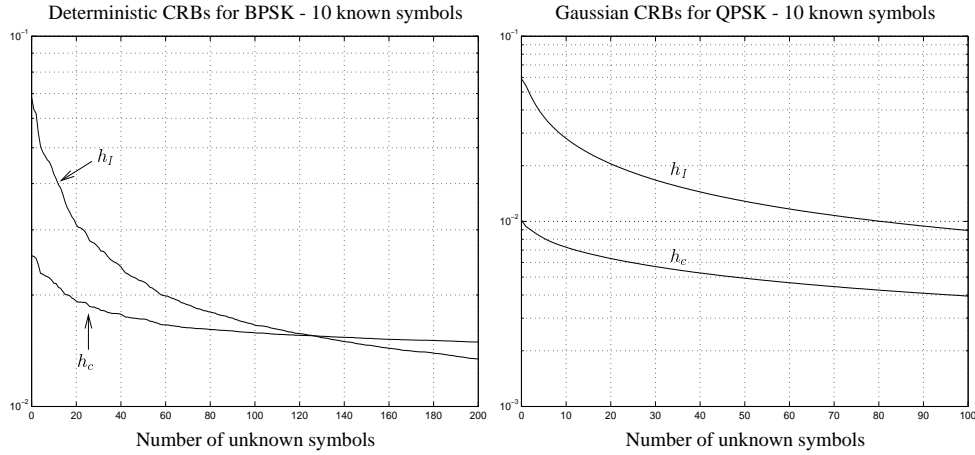 Deterministic CRBs for BPSK - 10 known symbols
10^-1
h_I
h_c
10^-2
0 20 40 60 80 100 120 140 160 180 200
Number of unknown symbols
Gaussian CRBs for QPSK - 10 known symbols
10^-1
h_I
10^-2
h_c
10^-3
0 10 20 30 40 50 60 70 80 90 100
Number of unknown symbols